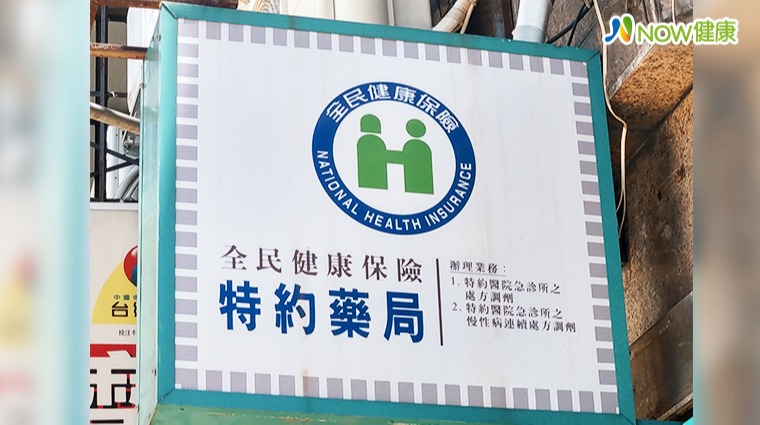 NOW健康
全民健康保險
NATIONAL HEALTH INSURANCE
全民健康保險
特約藥局
辦理業務：
1. 特約醫院急診所之
處方調劑
2. 特約醫院急診所之
慢性病連續處方調劑
台